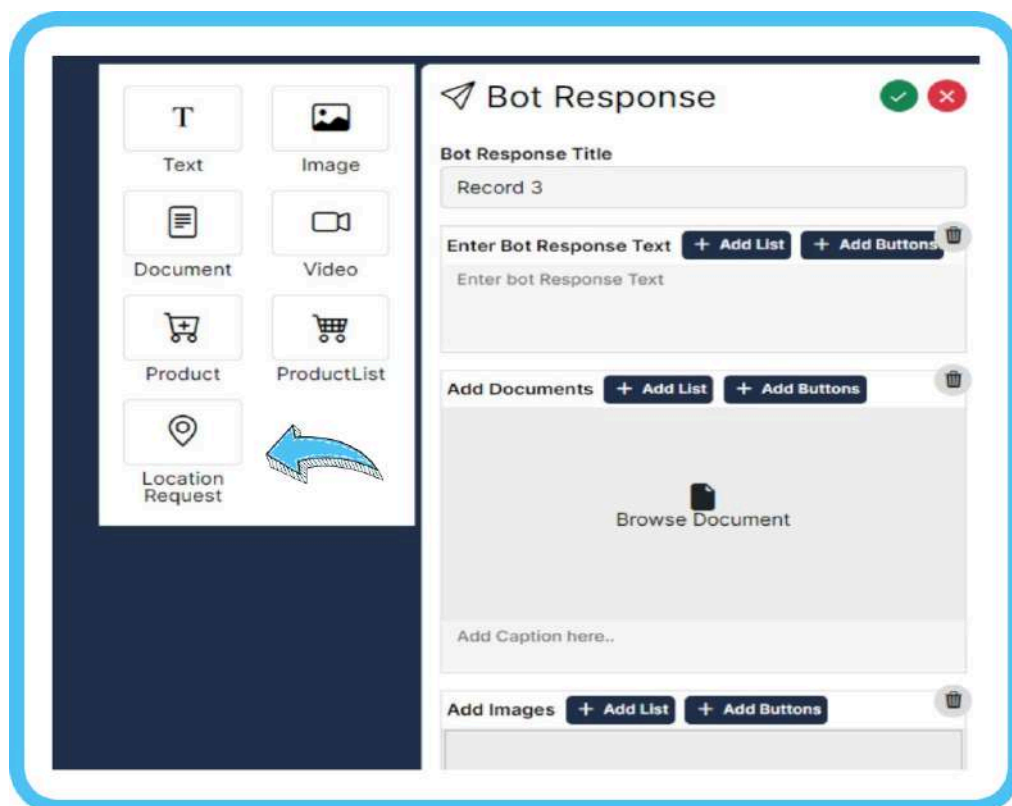 Text
Image
Document
Video
Product
ProductList
Location
Request
Bot Response
Bot Response Title
Record 3
Enter Bot Response Text + Add List + Add Buttons
Enter bot Response Text
Add Documents + Add List + Add Buttons
Browse Document
Add Caption here..
Add Images + Add List + Add Buttons